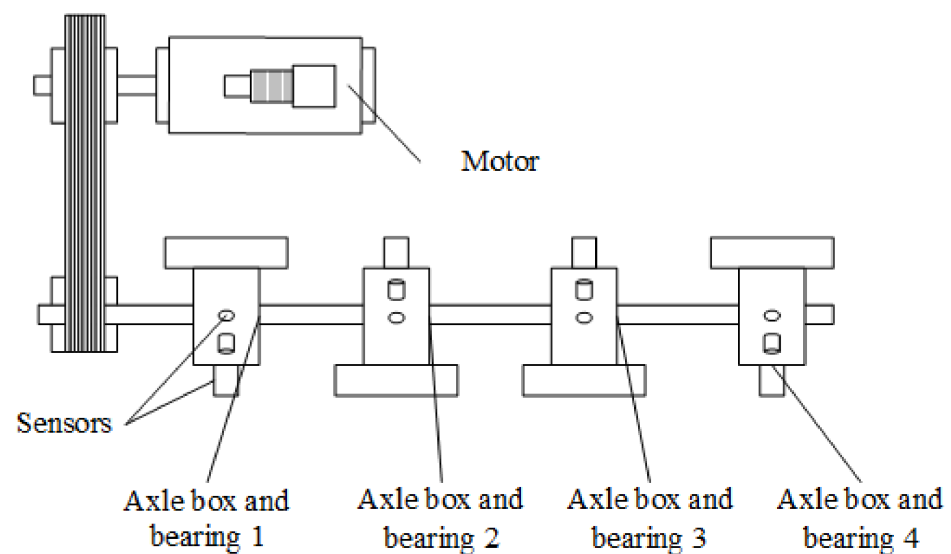 Motor
Sensors
Axle box and
bearing 1
Axle box and
bearing 2
Axle box and
bearing 3
Axle box and
bearing 4